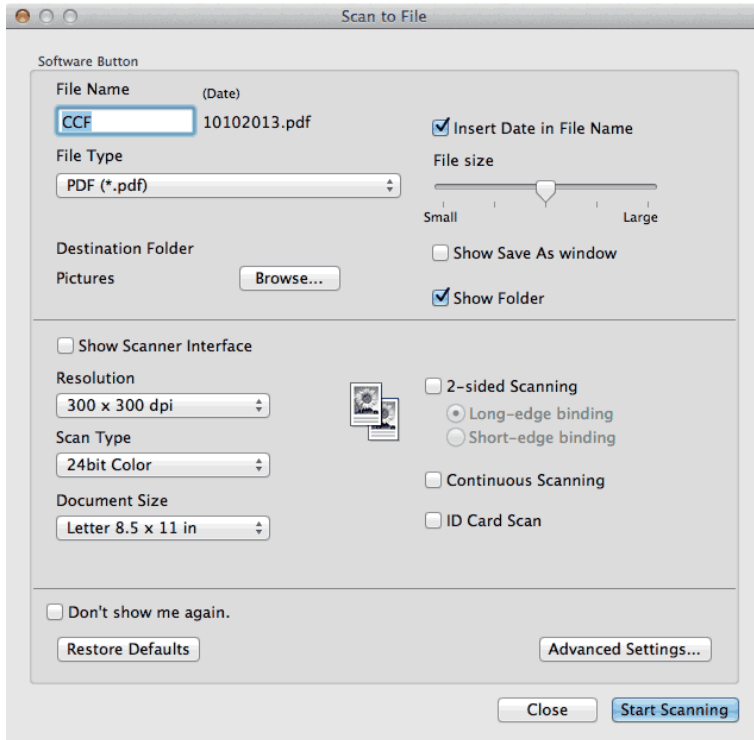 Scan to File
Software Button
File Name
(Date)
CCF 10102013.pdf
Insert Date in File Name
File Type
File size
PDF (*.pdf)
Small Large
Destination Folder
Show Save As window
Pictures Browse...
Show Folder
Show Scanner Interface
Resolution
2-sided Scanning
300 x 300 dpi
Long-edge binding
Scan Type
Short-edge binding
24bit Color
Continuous Scanning
Document Size
ID Card Scan
Letter 8.5 x 11 in
Don't show me again.
Restore Defaults Advanced Settings...
Close Start Scanning